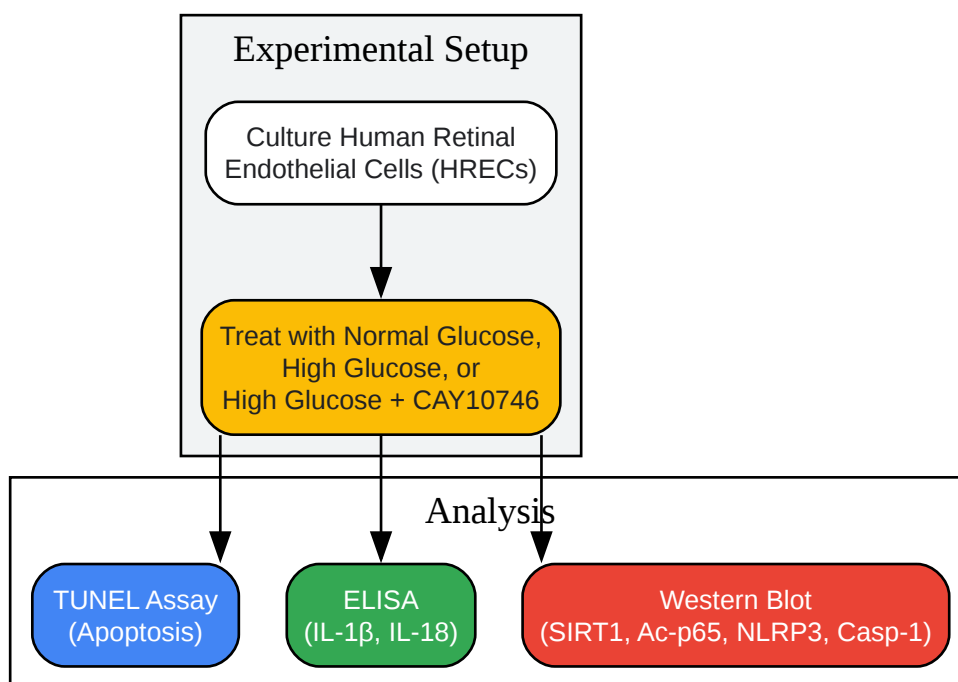 Experimental Setup
Culture Human Retinal
Endothelial Cells (HRECs)
Treat with Normal Glucose,
High Glucose, or
High Glucose + CAY10746
Analysis
TUNEL Assay
(Apoptosis)
ELISA
(IL-1β, IL-18)
Western Blot
(SIRT1, Ac-p65, NLRP3, Casp-1)